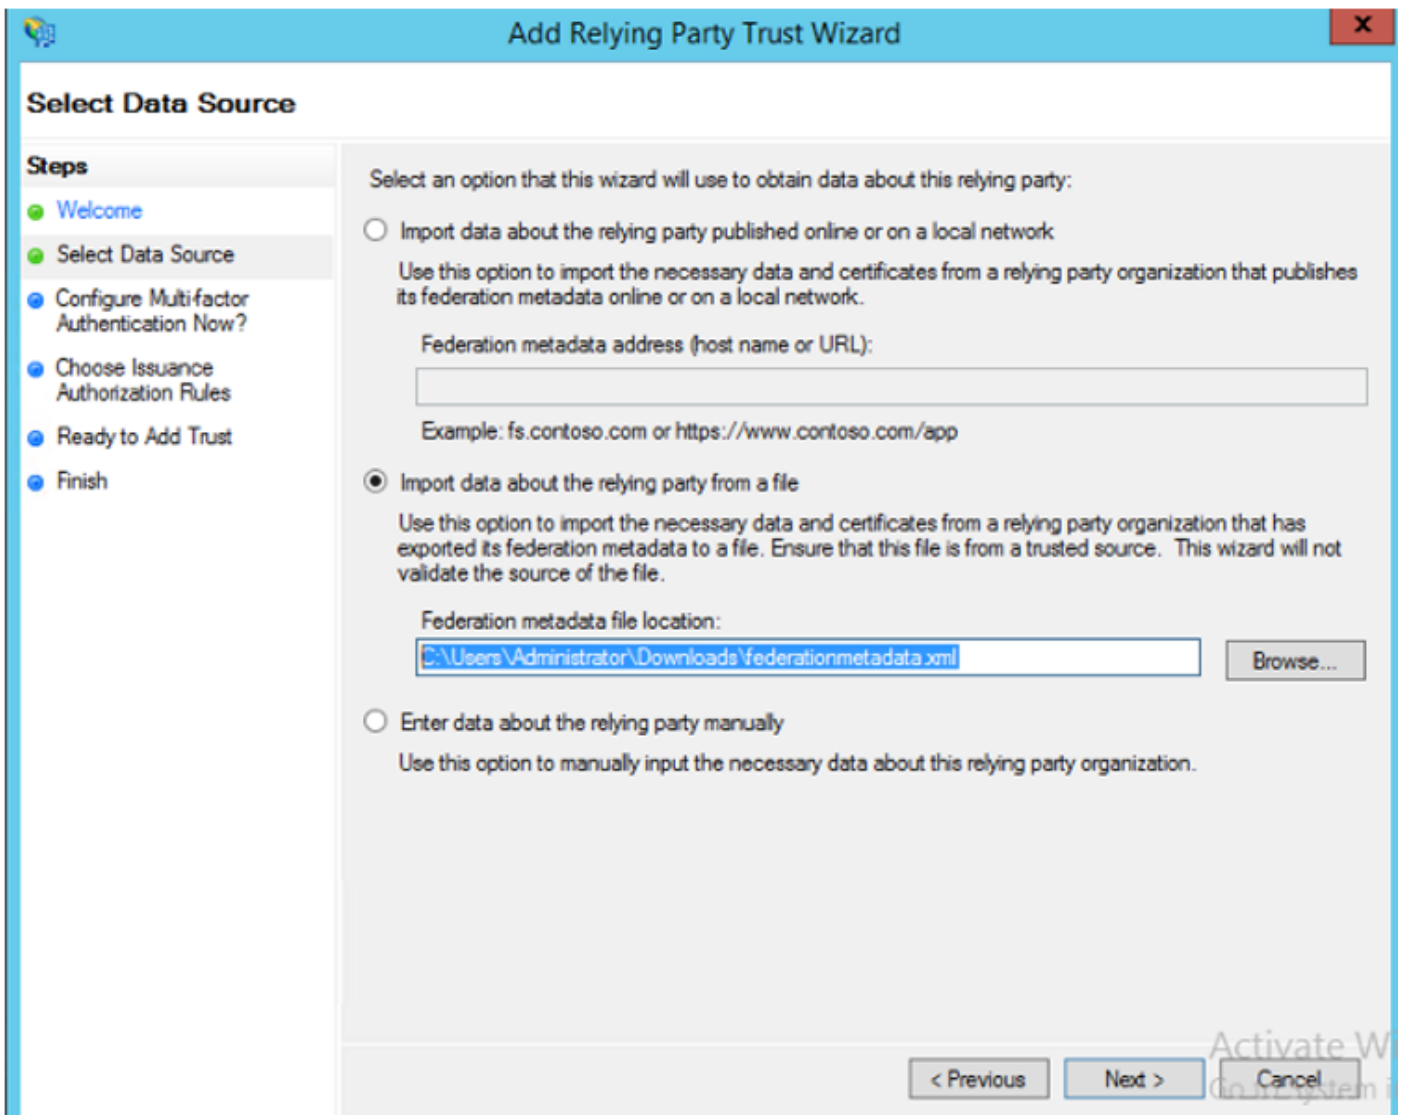 Add Relying Party Trust Wizard
x
Select Data Source
Steps
Welcome
Select Data Source
Configure Multi-factor
Authentication Now?
Choose Issuance
Authorization Rules
Ready to Add Trust
Finish
Select an option that this wizard will use to obtain data about this relying party:
Import data about the relying party published online or on a local network
Use this option to import the necessary data and certificates from a relying party organization that publishes
its federation metadata online or on a local network.
Federation metadata address (host name or URL):
Example: fs.contoso.com or https://www.contoso.com/app
Import data about the relying party from a file
Use this option to import the necessary data and certificates from a relying party organization that has
exported its federation metadata to a file. Ensure that this file is from a trusted source. This wizard will not
validate the source of the file.
Federation metadata file location:
C:\Users\Administrator\Downloads\federationmetadata.xml
Browse...
Enter data about the relying party manually
Use this option to manually input the necessary data about this relying party organization.
Activate Wi
< Previous
Next >
Cancel